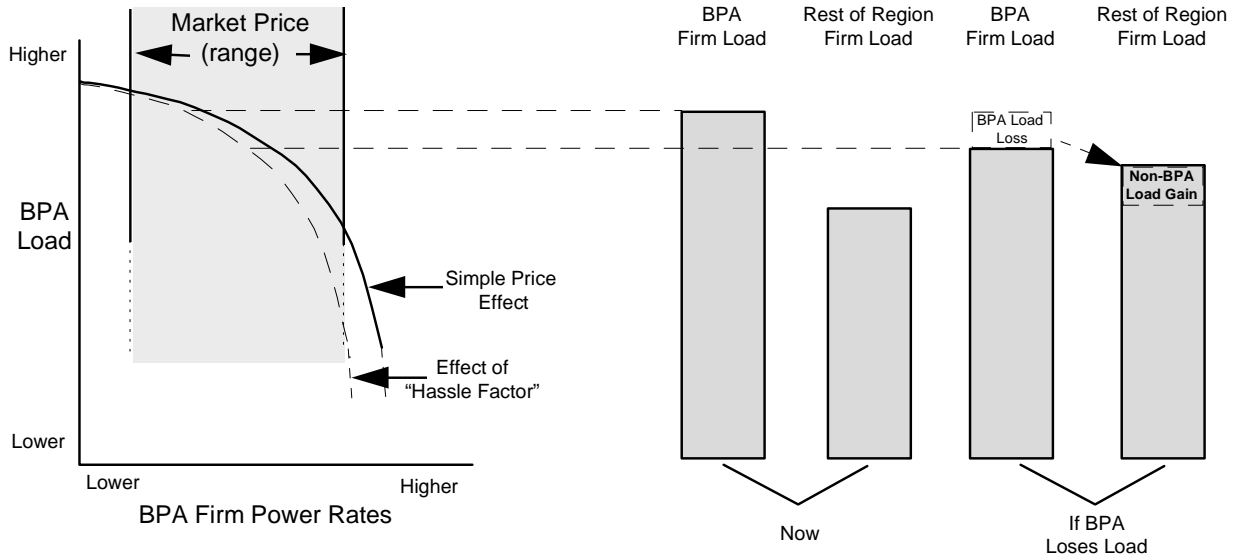 Market Price
(range)
Higher
BPA
Load
Lower
Simple Price
Effect
Effect of
“Hassle Factor”
Lower
Higher
BPA Firm Power Rates
BPA
Firm Load
Rest of Region
Firm Load
BPA
Firm Load
Rest of Region
Firm Load
BPA Load
Loss
Non-BPA
Load Gain
Now
If BPA
Loses Load